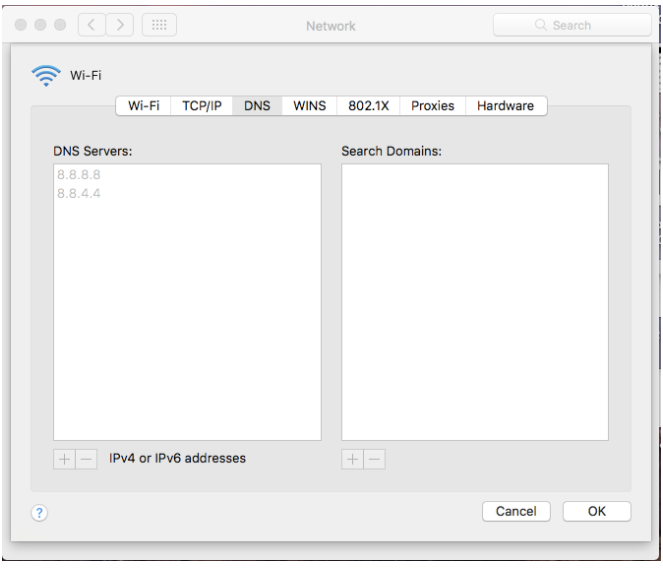 Network
Search
Wi-Fi
Wi-Fi TCP/IP DNS WINS 802.1X Proxies Hardware
DNS Servers:
Search Domains:
8.8.8.8
8.8.4.4
+ − IPv4 or IPv6 addresses
+ −
? Cancel OK